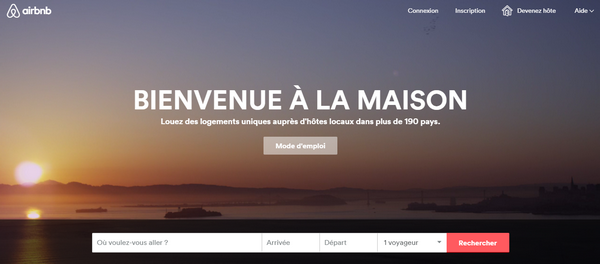 airbnb Connexion Inscription Devenez hôte Aide
BIENVENUE À LA MAISON
Louez des logements uniques auprès d'hôtes locaux dans plus de 190 pays.
Mode d'emploi
Où voulez-vous aller ? Arrivée Départ 1 voyageur Rechercher